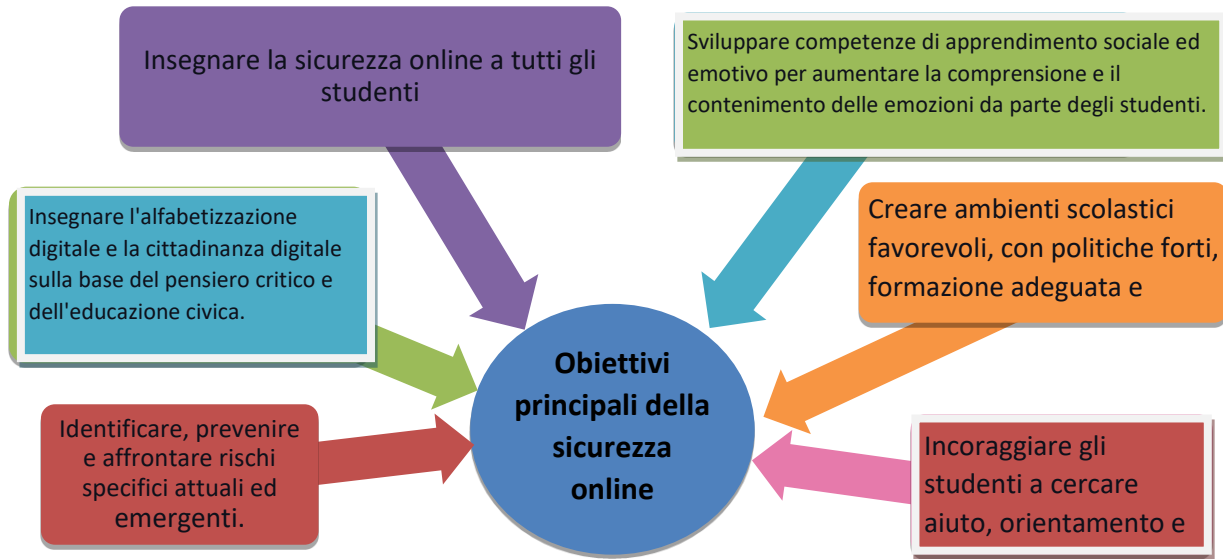 Insegnare la sicurezza online a tutti gli
studenti
Sviluppare competenze di apprendimento sociale ed
emotivo per aumentare la comprensione e il
contenimento delle emozioni da parte degli studenti.
Insegnare l'alfabetizzazione
digitale e la cittadinanza digitale
sulla base del pensiero critico e
dell'educazione civica.
Creare ambienti scolastici
favorevoli, con politiche forti,
formazione adeguata e
Obiettivi
principali della
sicurezza
online
Identificare, prevenire
e affrontare rischi
specifici attuali ed
emergenti.
Incoraggiare gli
studenti a cercare
aiuto, orientamento e